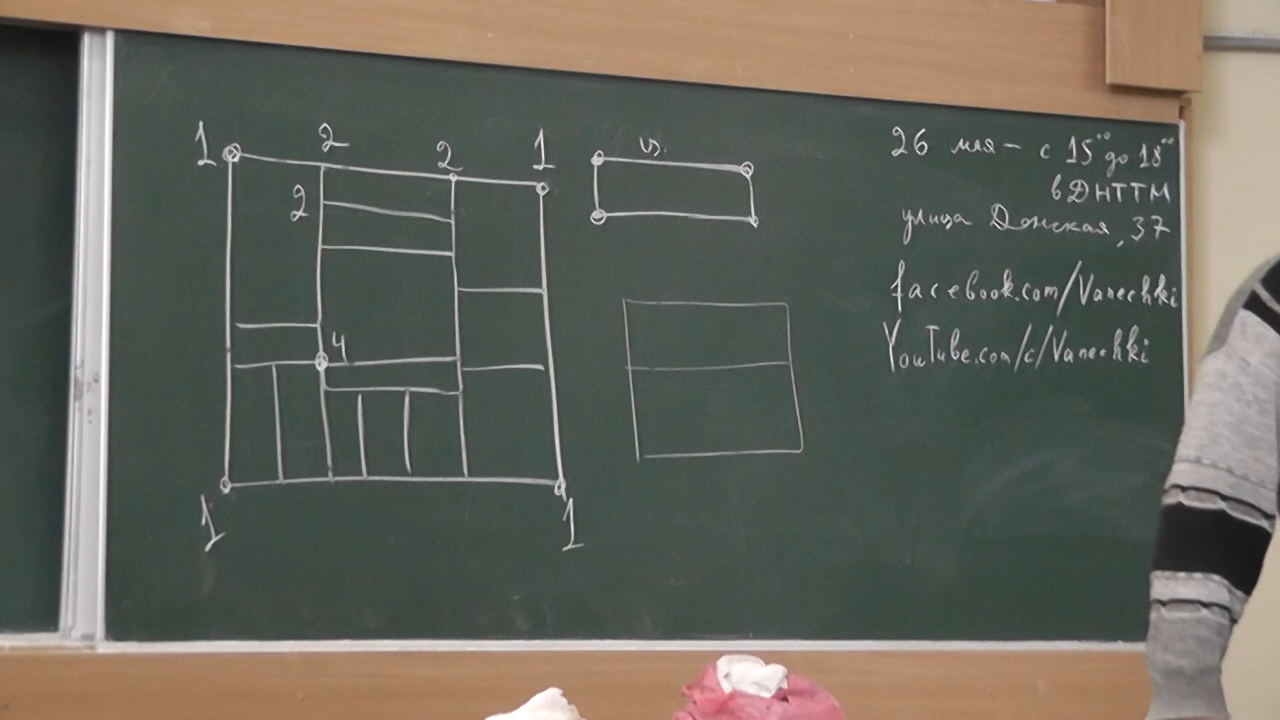 1 2 2 1
2
4
1 1
26 мая - с 15⁰⁰ до 18⁰⁰
в ДНТТМ
улица Донская, 37
facebook.com/Vanechki
YouTube.com/c/Vanechki